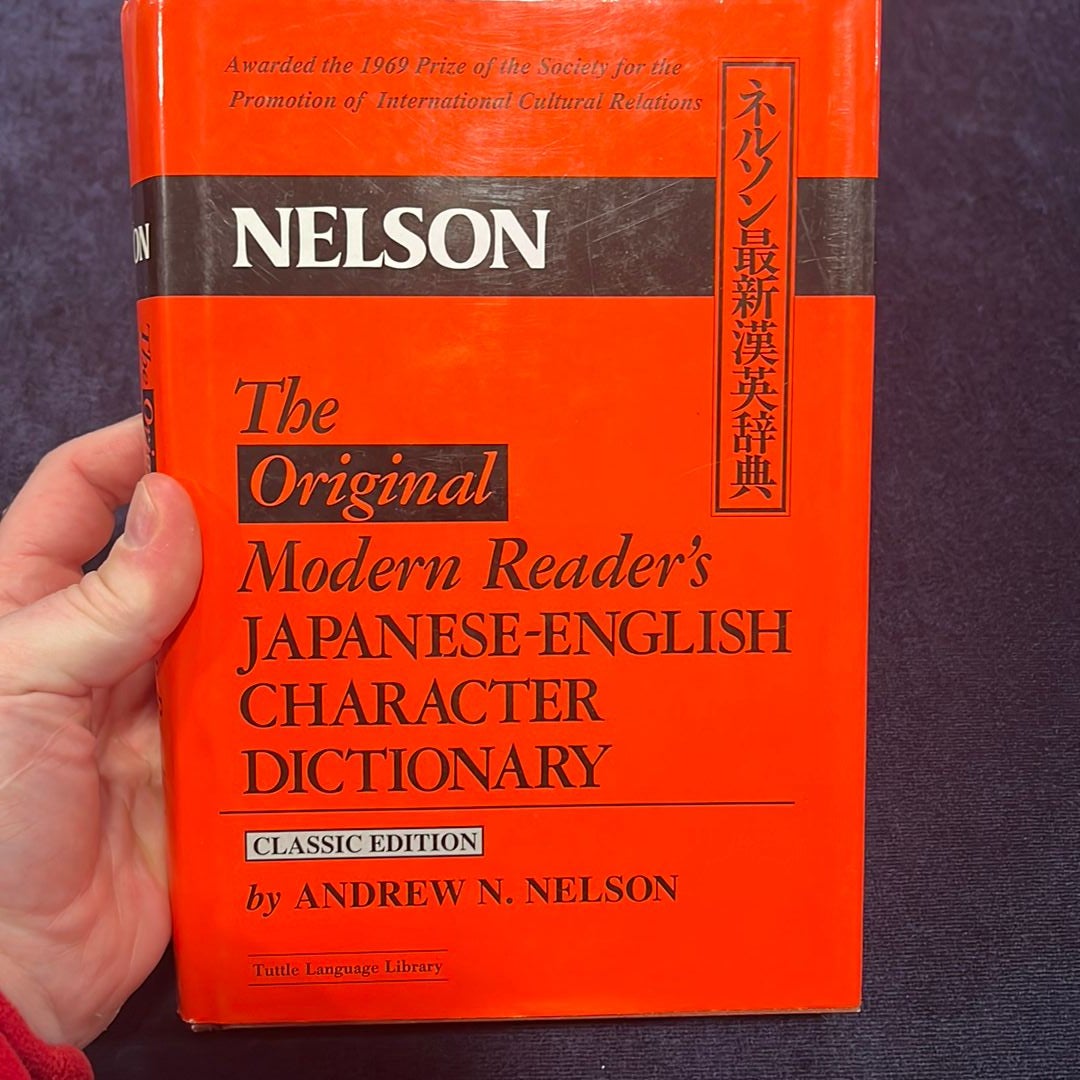 Awarded the 1969 Prize of the Society for the
Promotion of International Cultural Relations
ネルソン最新漢英辞典
NELSON
The
Original
Modern Reader's
JAPANESE-ENGLISH
CHARACTER
DICTIONARY
CLASSIC EDITION
by ANDREW N. NELSON
Tuttle Language Library
ON
The